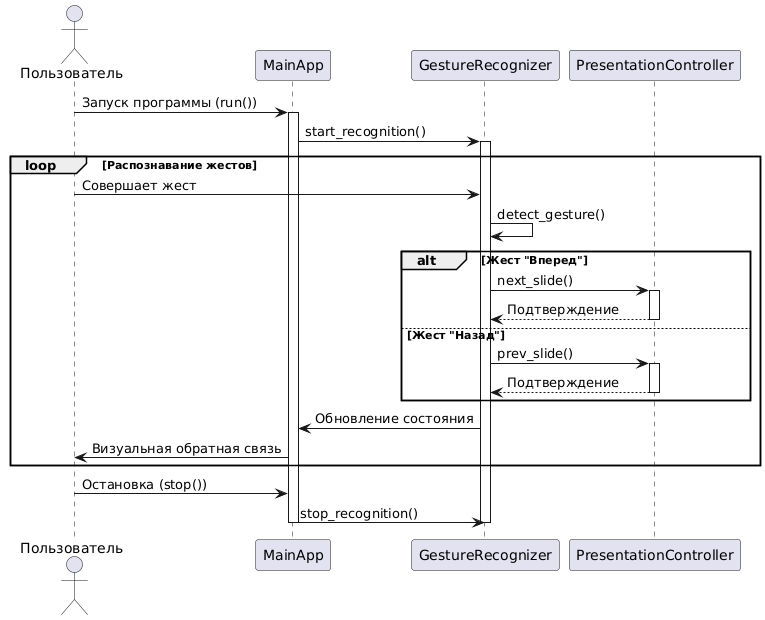 Пользователь
MainApp
GestureRecognizer
PresentationController
Запуск программы (run())
start_recognition()
loop
[Распознавание жестов]
Совершает жест
detect_gesture()
alt
[Жест "Вперед"]
next_slide()
Подтверждение
[Жест "Назад"]
prev_slide()
Подтверждение
Обновление состояния
Визуальная обратная связь
Остановка (stop())
stop_recognition()
Пользователь
MainApp
GestureRecognizer
PresentationController